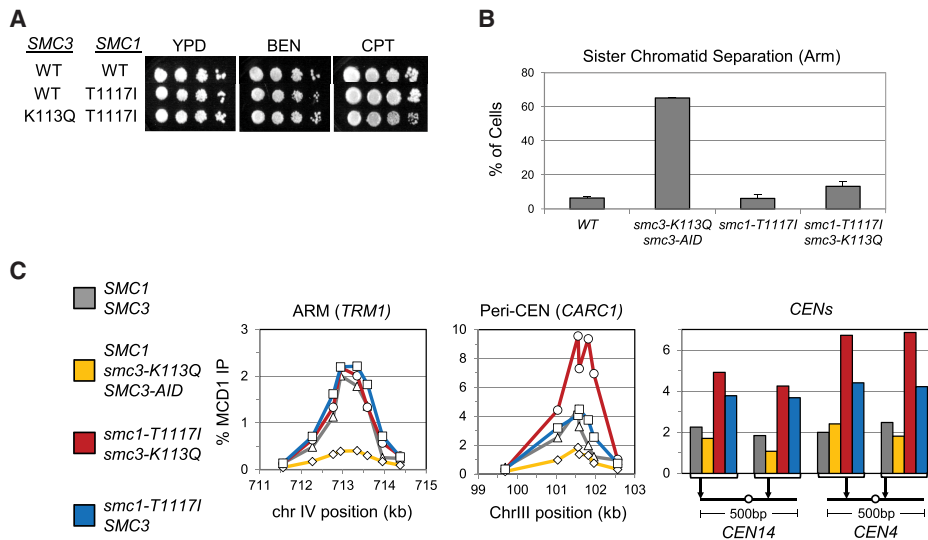 A
SMC3 SMC1 YPD BEN CPT
WT WT
WT T1117I
K113Q T1117I
B
Sister Chromatid Separation (Arm)
% of Cells
80
60
40
20
0
WT smc3-K113Q smc1-T1117I smc1-T1117I
smc3-AID smc3-K113Q
C
SMC1
SMC3
SMC1
smc3-K113Q
SMC3-AID
smc1-T1117I
smc3-K113Q
smc1-T1117I
SMC3
ARM (TRM1)
% MCD1 IP
3
2
1
0
711 712 713 714 715
chr IV position (kb)
Peri-CEN (CARC1)
10
8
6
4
2
0
99 100 101 102 103
ChrIII position (kb)
CENs
6
4
2
0
500bp 500bp
CEN14 CEN4